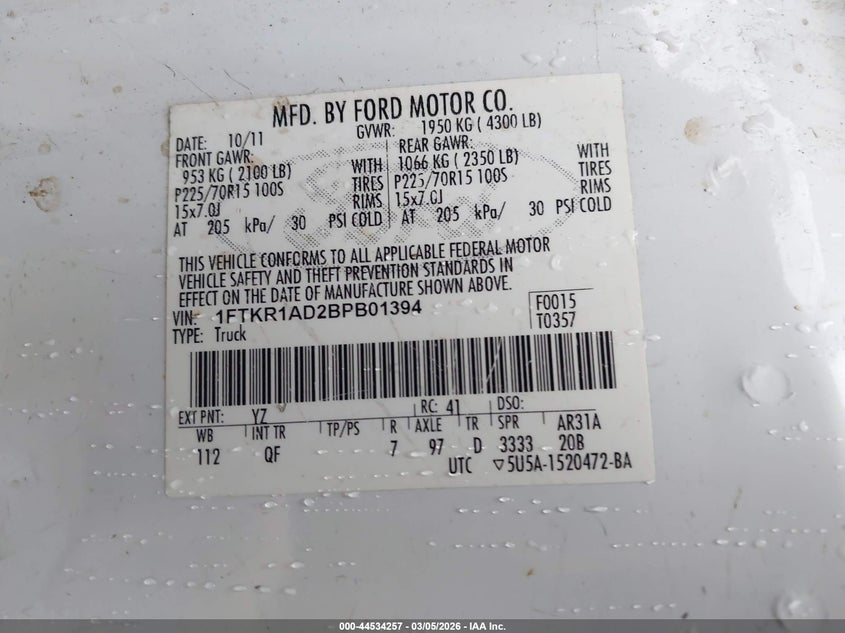 MFD. BY FORD MOTOR CO.
DATE: 10/11 GVWR: 1950 KG ( 4300 LB)
FRONT GAWR: REAR GAWR:
953 KG ( 2100 LB) WITH 1066 KG ( 2350 LB) WITH
P225/70R15 100S TIRES P225/70R15 100S TIRES
15x7.0J RIMS 15x7.0J RIMS
AT 205 kPa/ 30 PSI COLD AT 205 kPa/ 30 PSI COLD
THIS VEHICLE CONFORMS TO ALL APPLICABLE FEDERAL MOTOR
VEHICLE SAFETY AND THEFT PREVENTION STANDARDS IN
EFFECT ON THE DATE OF MANUFACTURE SHOWN ABOVE.
VIN: 1FTKR1AD2BPB01394 F0015
TYPE: Truck T0357
EXT PNT: YZ RC: 41 DSO:
WB INT TR TP/PS R AXLE TR SPR AR31A
112 QF 7 97 D 3333 20B
UTC ▽5U5A-1520472-BA
000-44534257 - 03/05/2026 - IAA Inc.